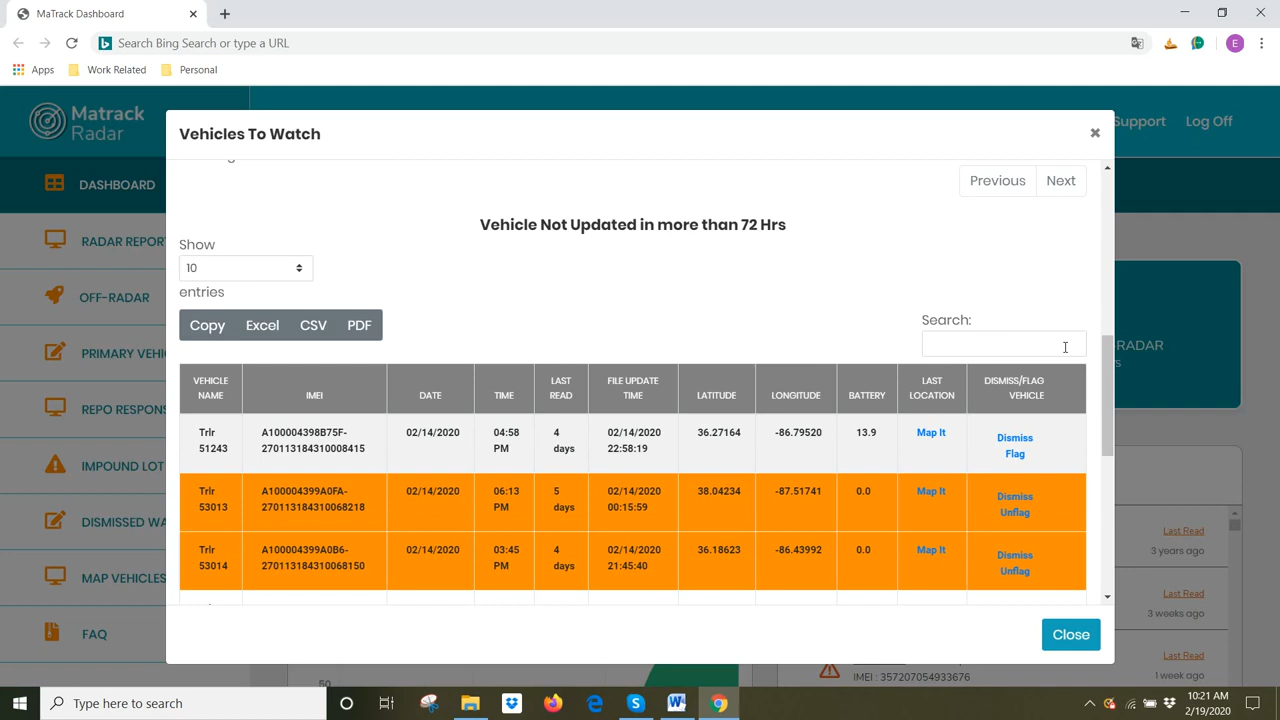 MaTrack Dashboard
Search Bing Search or type a URL
E
Apps
Work Related
Personal
Matrack
Radar
Support
Log Off
Vehicles To Watch
×
DASHBOARD
RADAR REPOR
OFF-RADAR
PRIMARY VEHI
REPO RESPONS
IMPOUND LOT
DISMISSED WA
MAP VEHICLES
FAQ
Previous
Next
Vehicle Not Updated in more than 72 Hrs
Show
10
entries
Copy
Excel
CSV
PDF
Search:
VEHICLE NAME
IMEI
DATE
TIME
LAST READ
FILE UPDATE TIME
LATITUDE
LONGITUDE
BATTERY
LAST LOCATION
DISMISS/FLAG VEHICLE
Trlr 51243
A100004398B75F-270113184310008415
02/14/2020
04:58 PM
4 days
02/14/2020 22:58:19
36.27164
-86.79520
13.9
Map It
Dismiss
Flag
Trlr 53013
A100004399A0FA-270113184310068218
02/14/2020
06:13 PM
5 days
02/14/2020 00:15:59
38.04234
-87.51741
0.0
Map It
Dismiss
Unflag
Trlr 53014
A100004399A0B6-270113184310068150
02/14/2020
03:45 PM
4 days
02/14/2020 21:45:40
36.18623
-86.43992
0.0
Map It
Dismiss
Unflag
Close
RADAR
Last Read
3 years ago
Last Read
3 weeks ago
Last Read
IMEI : 357207054933676
50
Type here to search
10:21 AM
2/19/2020